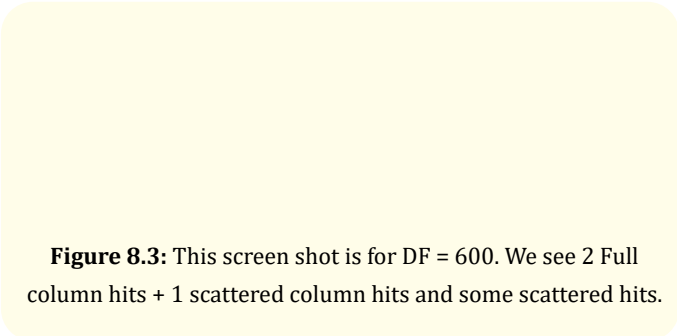 Figure 8.3: This screen shot is for DF = 600. We see 2 Full
column hits + 1 scattered column hits and some scattered hits.